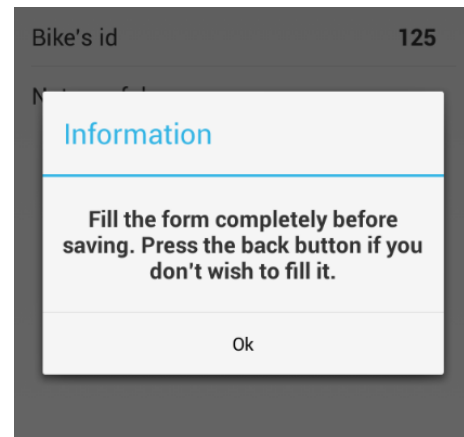 Bike's id 125
Information
Fill the form completely before
saving. Press the back button if you
don't wish to fill it.
Ok